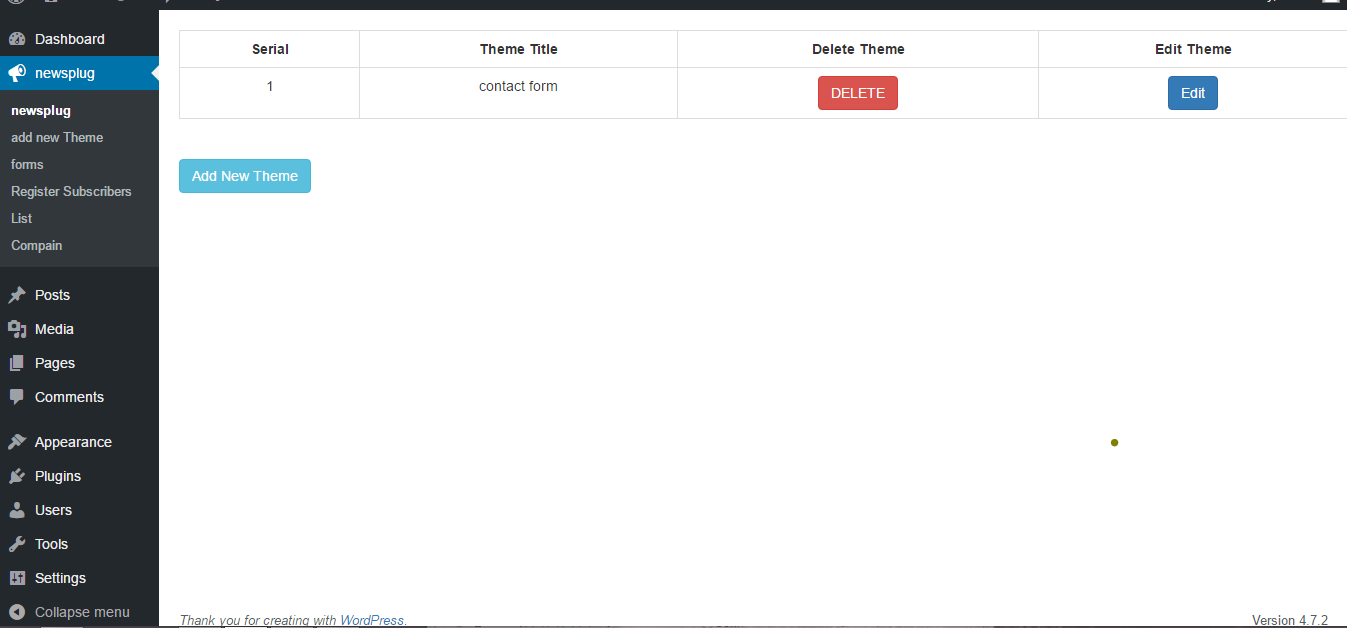 Dashboard
newsplug
newsplug
add new Theme
forms
Register Subscribers
List
Compain
Posts
Media
Pages
Comments
Appearance
Plugins
Users
Tools
Settings
Collapse menu
Serial Theme Title Delete Theme Edit Theme
1 contact form DELETE Edit
Add New Theme
Thank you for creating with WordPress.
Version 4.7.2